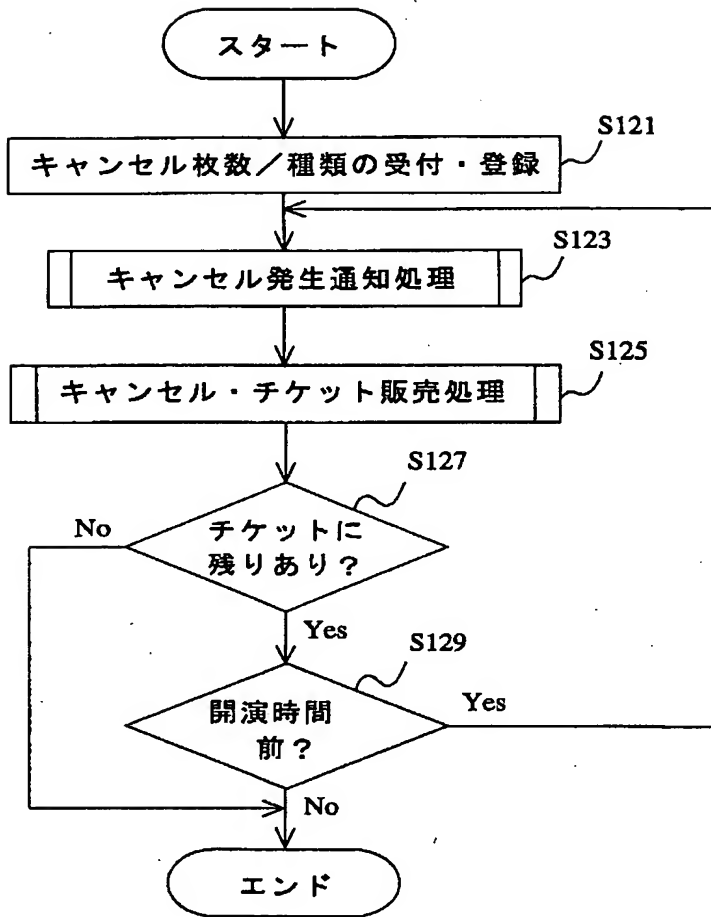 スタート
S121
キャンセル枚数／種類の受付・登録
S123
キャンセル発生通知処理
S125
キャンセル・チケット販売処理
S127
No
チケットに
残りあり？
Yes
S129
開演時間
前？
Yes
No
エンド